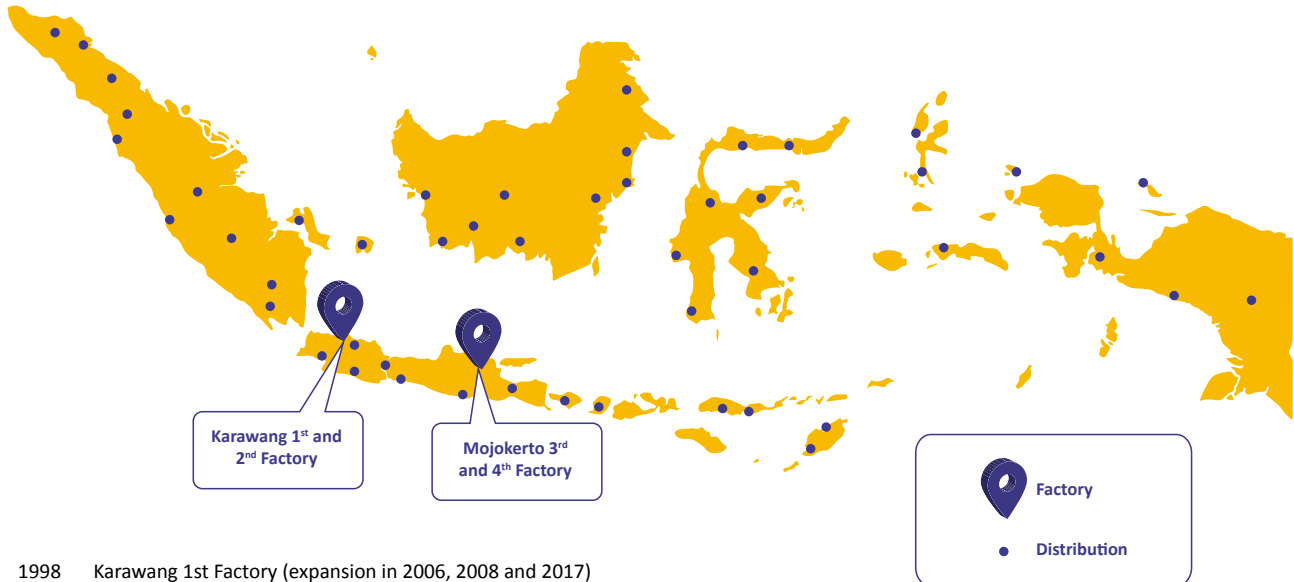 Karawang 1st and
2nd Factory
Mojokerto 3rd
and 4th Factory
Factory
Distribution
1998 Karawang 1st Factory (expansion in 2006, 2008 and 2017)